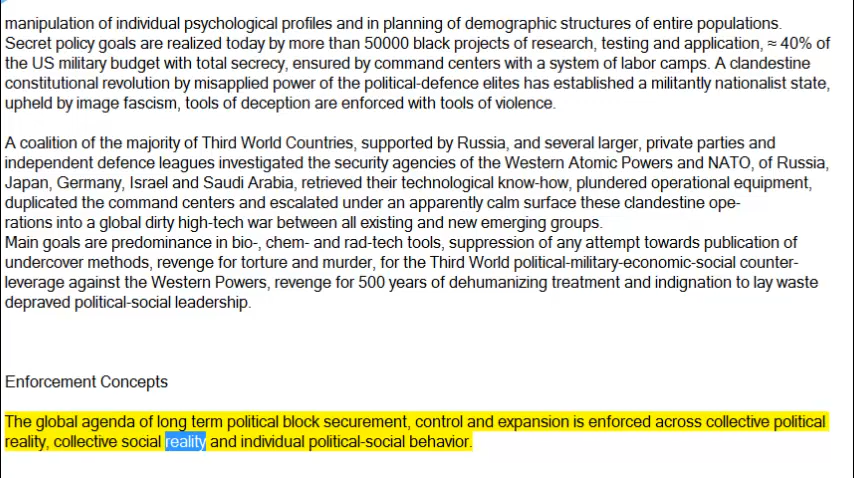 manipulation of individual psychological profiles and in planning of demographic structures of entire populations.
Secret policy goals are realized today by more than 50000 black projects of research, testing and application, ≈ 40% of
the US military budget with total secrecy, ensured by command centers with a system of labor camps. A clandestine
constitutional revolution by misapplied power of the political-defence elites has established a militantly nationalist state,
upheld by image fascism, tools of deception are enforced with tools of violence.
A coalition of the majority of Third World Countries, supported by Russia, and several larger, private parties and
independent defence leagues investigated the security agencies of the Western Atomic Powers and NATO, of Russia,
Japan, Germany, Israel and Saudi Arabia, retrieved their technological know-how, plundered operational equipment,
duplicated the command centers and escalated under an apparently calm surface these clandestine ope-
rations into a global dirty high-tech war between all existing and new emerging groups.
Main goals are predominance in bio-, chem- and rad-tech tools, suppression of any attempt towards publication of
undercover methods, revenge for torture and murder, for the Third World political-military-economic-social counter-
leverage against the Western Powers, revenge for 500 years of dehumanizing treatment and indignation to lay waste
depraved political-social leadership.
Enforcement Concepts
The global agenda of long term political block securement, control and expansion is enforced across collective political
reality, collective social reality and individual political-social behavior.